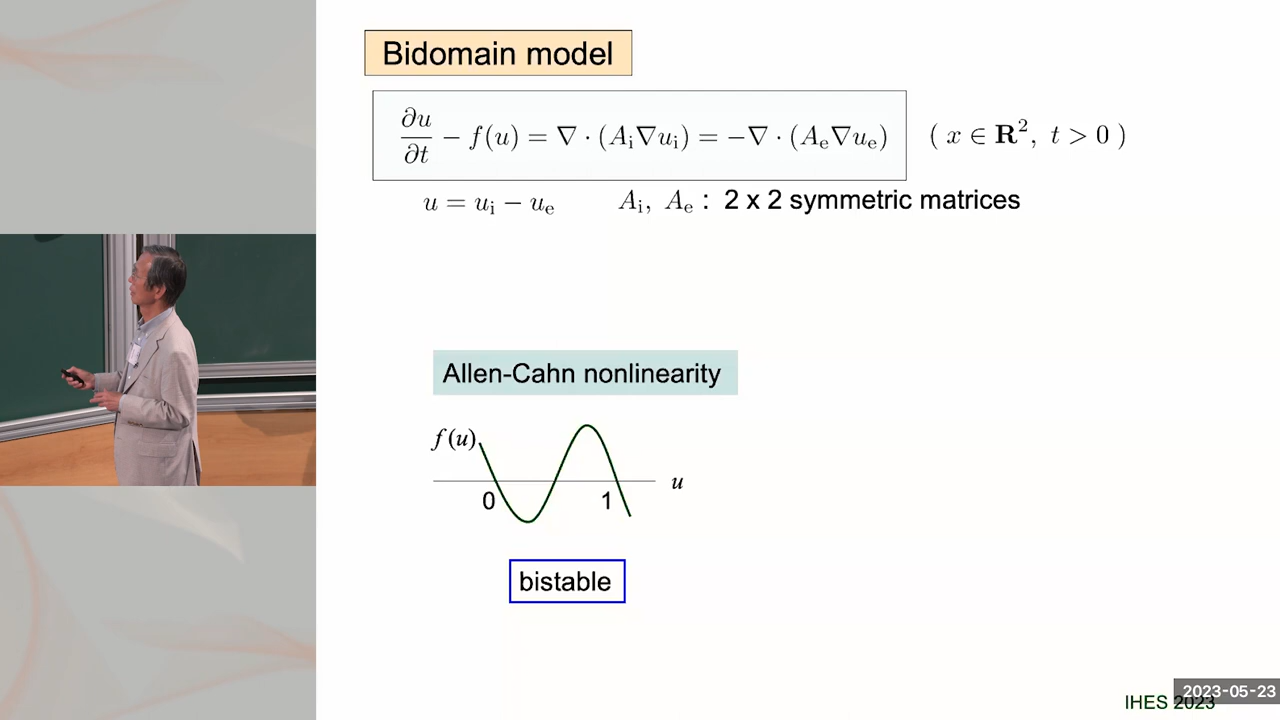 Bidomain model
∂u/∂t − f(u) = ∇ · (A_i∇u_i) = −∇ · (A_e∇u_e) ( x ∈ R², t > 0 )
u = u_i − u_e A_i, A_e : 2 x 2 symmetric matrices
Allen-Cahn nonlinearity
f(u)
u
0 1
bistable
2023-05-23
IHES 2023